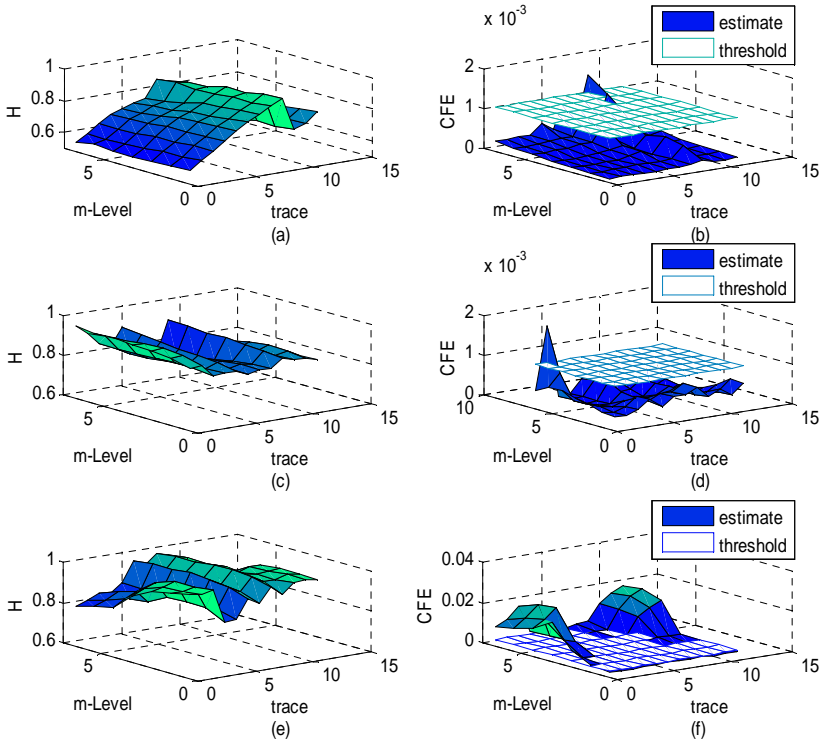 x 10⁻³
estimate
threshold
1
0.8
0.6
H
5
0
m-Level
0
5
10
15
trace
(a)
2
1
0
CFE
5
0
m-Level
0
5
10
15
trace
(b)
x 10⁻³
estimate
threshold
1
0.8
0.6
H
5
0
m-Level
0
5
10
15
trace
(c)
2
1
0
CFE
10
5
0
m-Level
0
5
10
15
trace
(d)
estimate
threshold
1
0.8
0.6
H
5
0
m-Level
0
5
10
15
trace
(e)
0.04
0.02
0
CFE
5
0
m-Level
0
5
10
15
trace
(f)